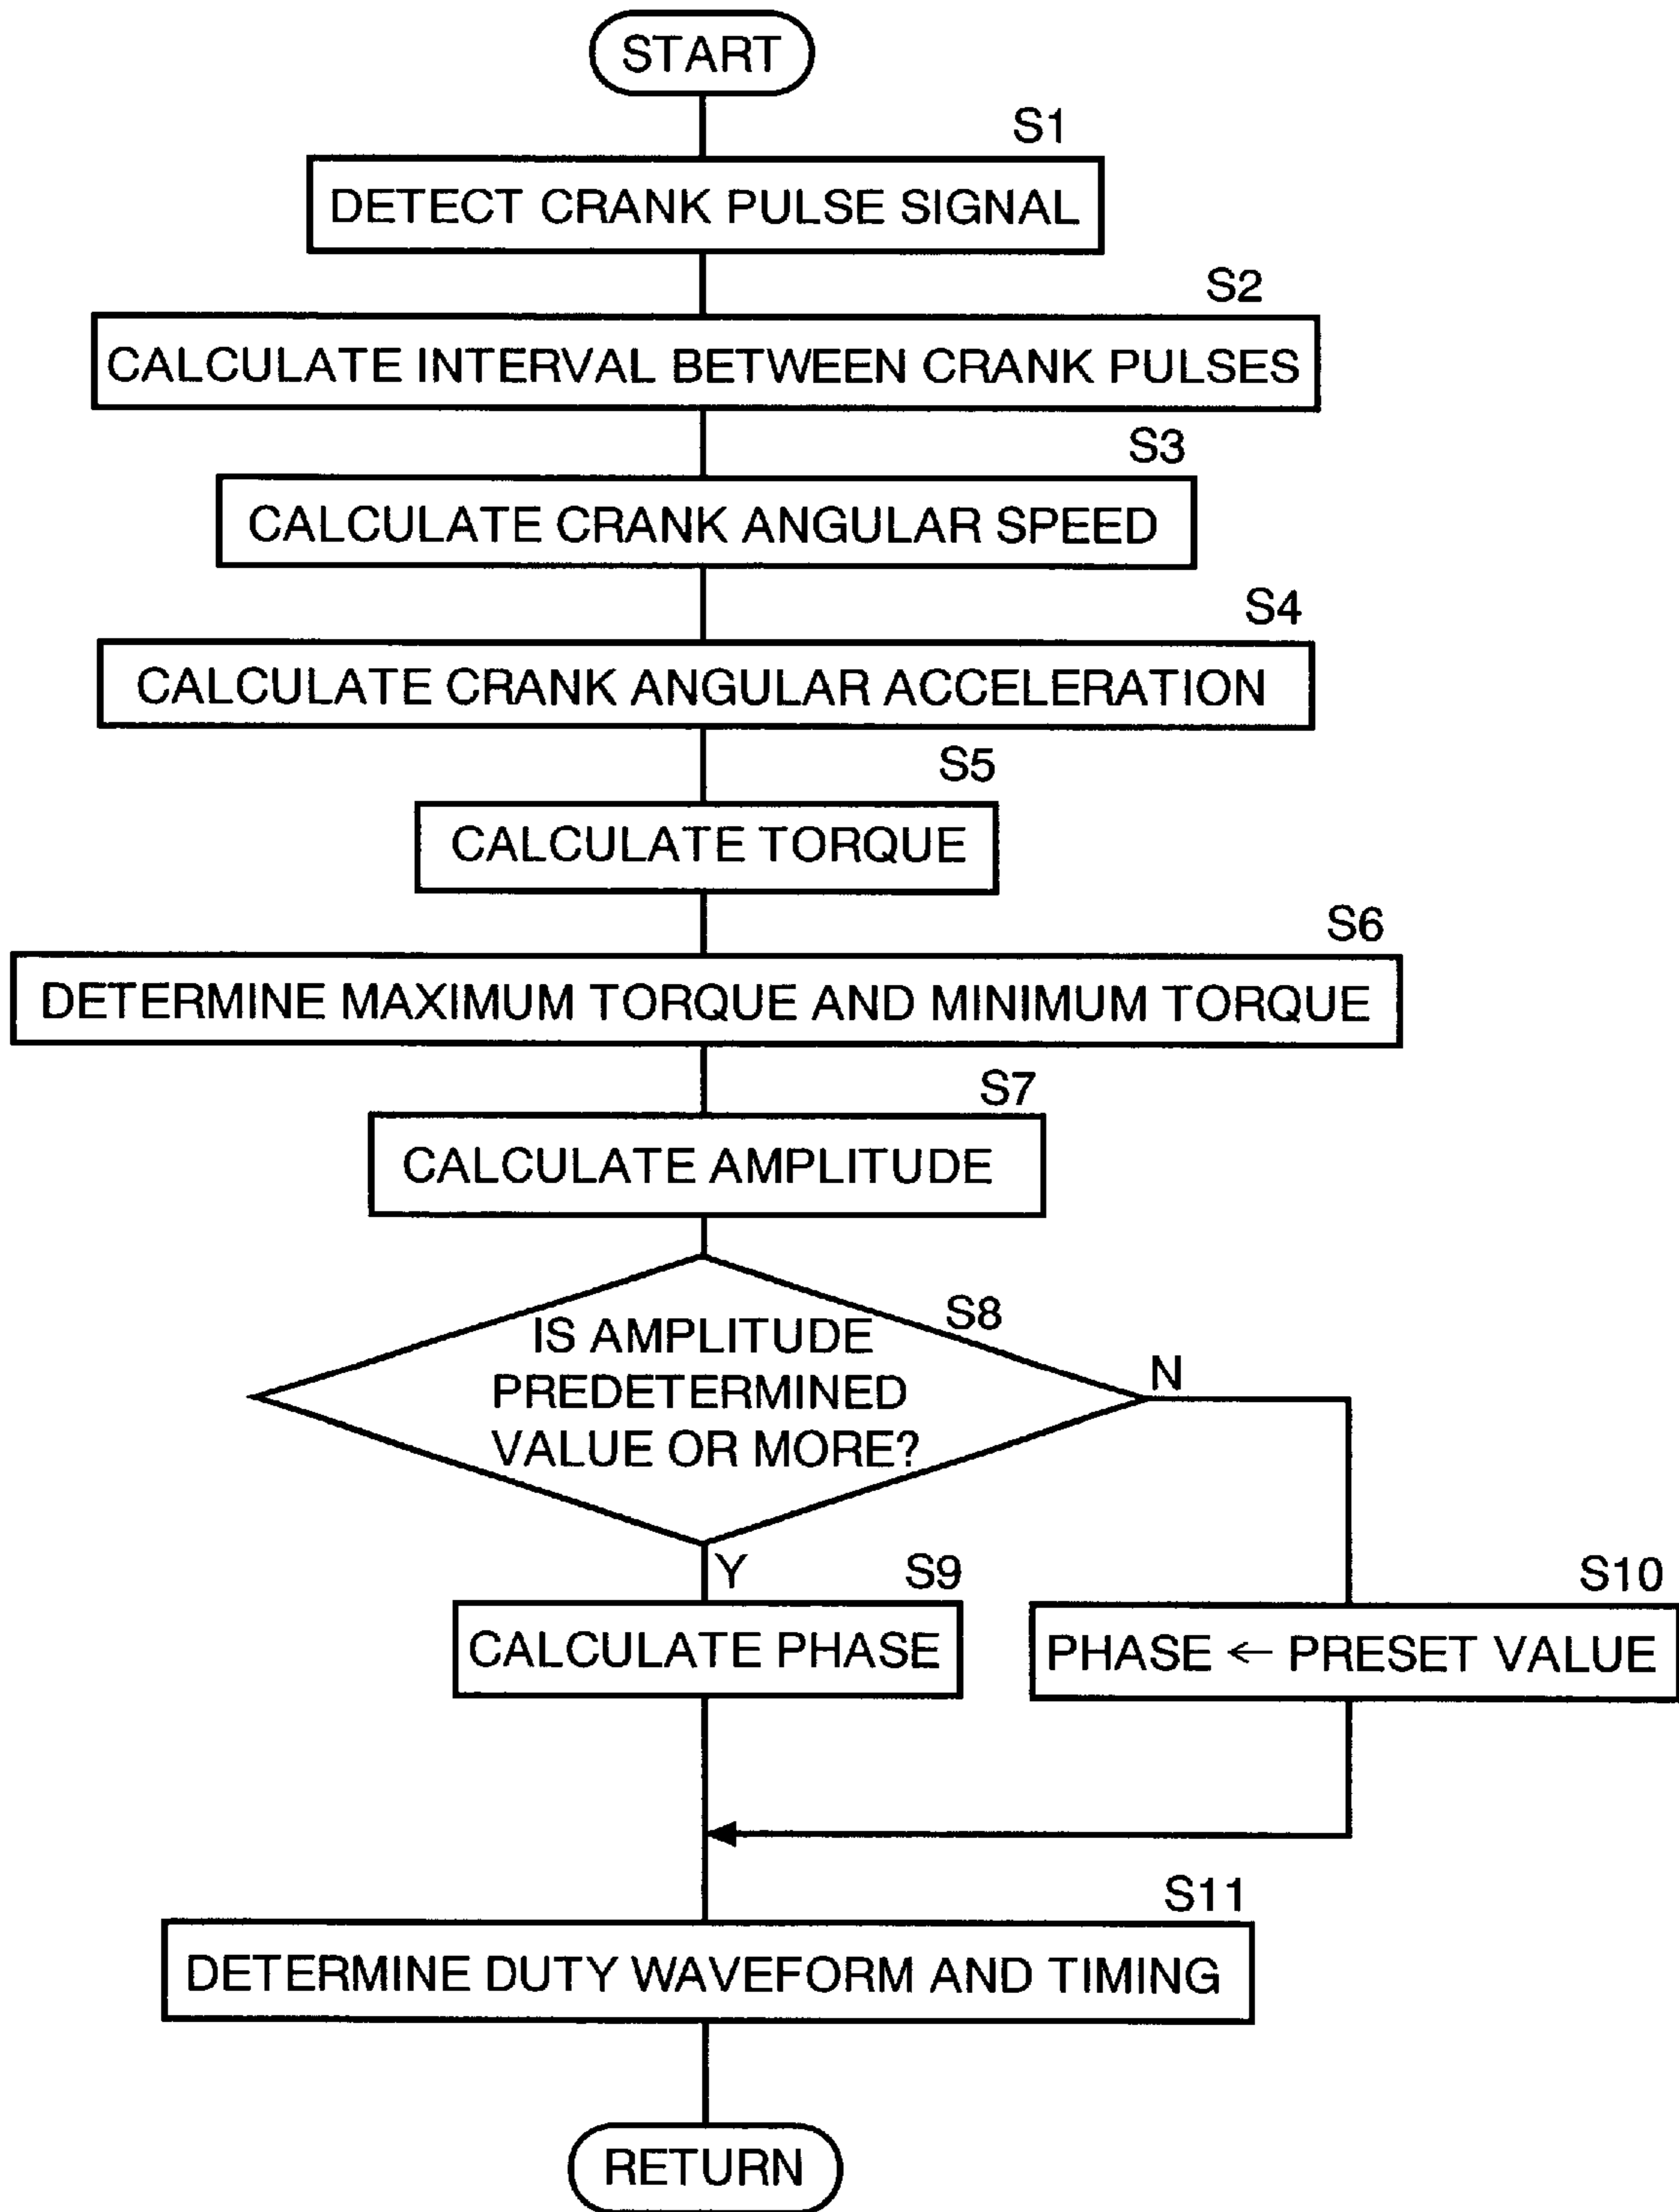 START
S1
DETECT CRANK PULSE SIGNAL
S2
CALCULATE INTERVAL BETWEEN CRANK PULSES
S3
CALCULATE CRANK ANGULAR SPEED
S4
CALCULATE CRANK ANGULAR ACCELERATION
S5
CALCULATE TORQUE
S6
DETERMINE MAXIMUM TORQUE AND MINIMUM TORQUE
S7
CALCULATE AMPLITUDE
S8
IS AMPLITUDE
PREDETERMINED
VALUE OR MORE?
N
Y
S9
CALCULATE PHASE
S10
PHASE ← PRESET VALUE
S11
DETERMINE DUTY WAVEFORM AND TIMING
RETURN